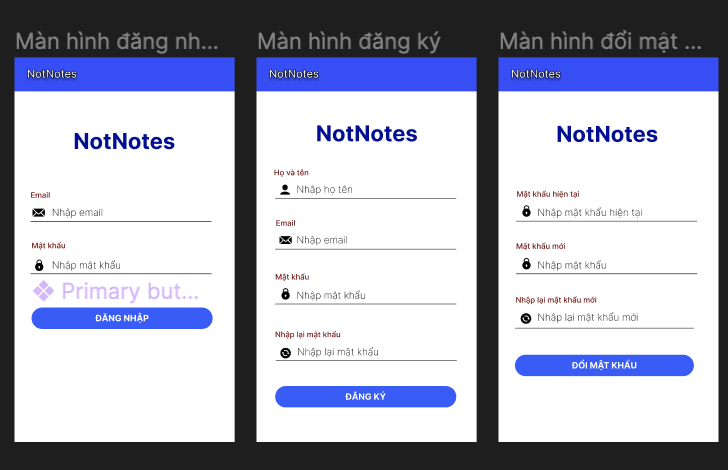 Màn hình đăng nh...
NotNotes
NotNotes
Email
Nhập email
Mật khẩu
Nhập mật khẩu
Primary but...
ĐĂNG NHẬP
Màn hình đăng ký
NotNotes
NotNotes
Họ và tên
Nhập họ tên
Email
Nhập email
Mật khẩu
Nhập mật khẩu
Nhập lại mật khẩu
Nhập lại mật khẩu
ĐĂNG KÝ
Màn hình đổi mật ...
NotNotes
NotNotes
Mật khẩu hiện tại
Nhập mật khẩu hiện tại
Mật khẩu mới
Nhập mật khẩu
Nhập lại mật khẩu mới
Nhập lại mật khẩu mới
ĐỔI MẬT KHẨU